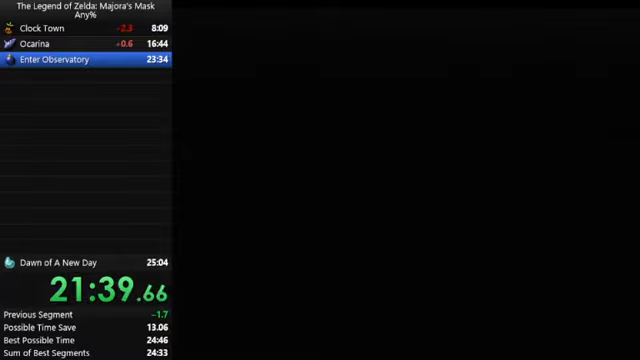 The Legend of Zelda: Majora's Mask
Any%
Clock Town -2.3 8:09
Ocarina +0.6 16:44
Enter Observatory 23:34
Dawn of A New Day 25:04
21:39.66
Previous Segment -1.7
Possible Time Save 13.06
Best Possible Time 24:46
Sum of Best Segments 24:33